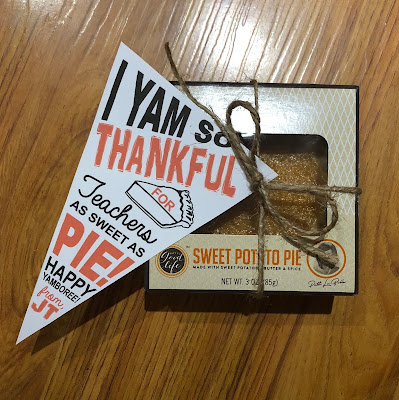 I YAM SO
THANKFUL
FOR
Teachers
AS SWEET AS
PIE!
HAPPY
YAMBOREE!
from,
JT
Good
life
SWEET POTATO PIE
MADE WITH SWEET POTATOES, BUTTER & SPICE
NET WT. 3 OZ (85g)